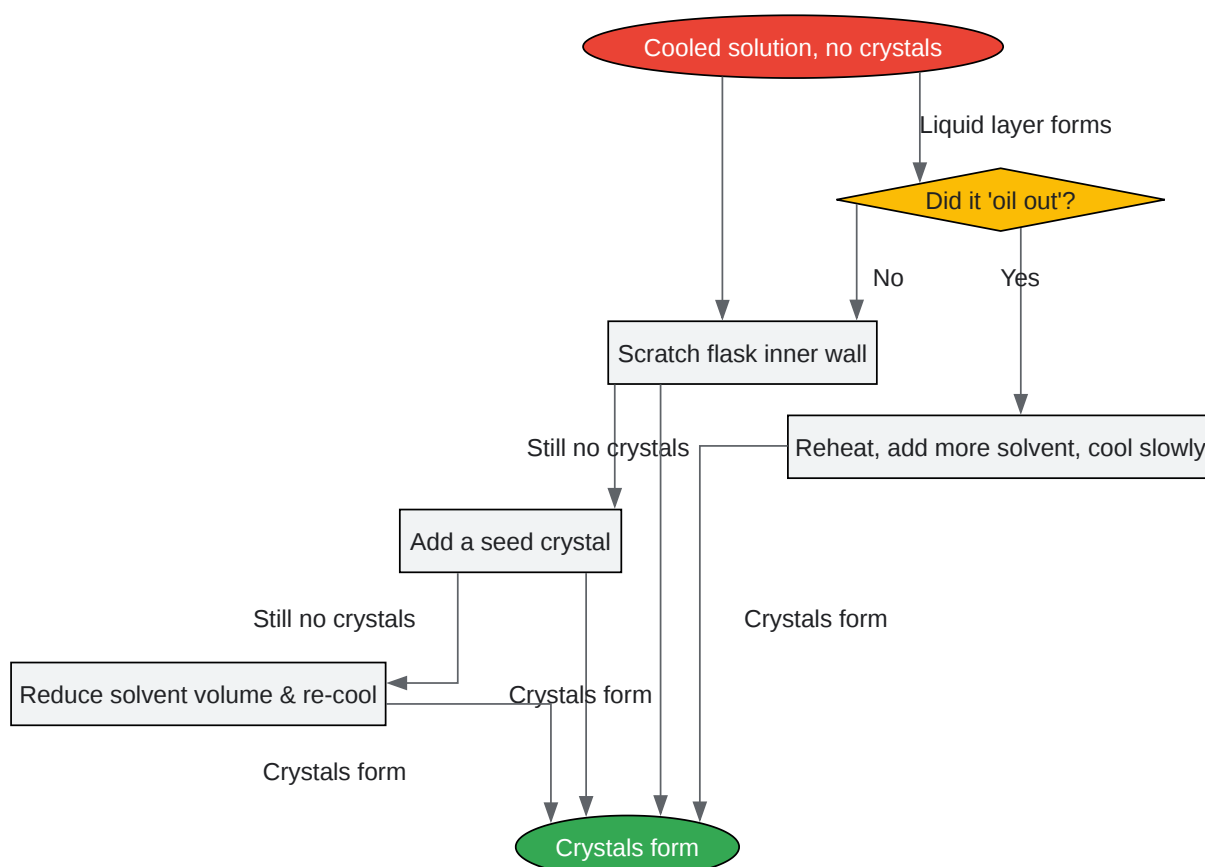 Cooled solution, no crystals
Liquid layer forms
Did it 'oil out'?
No
Yes
Scratch flask inner wall
Still no crystals
Reheat, add more solvent, cool slowly
Add a seed crystal
Still no crystals
Crystals form
Reduce solvent volume & re-cool
Crystals form
Crystals form
Crystals form